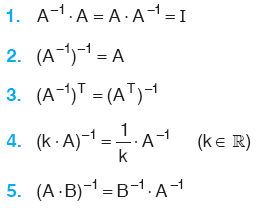 1. A⁻¹ · A = A · A⁻¹ = I
2. (A⁻¹)⁻¹ = A
3. (A⁻¹)ᵀ = (Aᵀ)⁻¹
4. (k · A)⁻¹ = 1/k · A⁻¹ (k ∈ ℝ)
5. (A · B)⁻¹ = B⁻¹ · A⁻¹